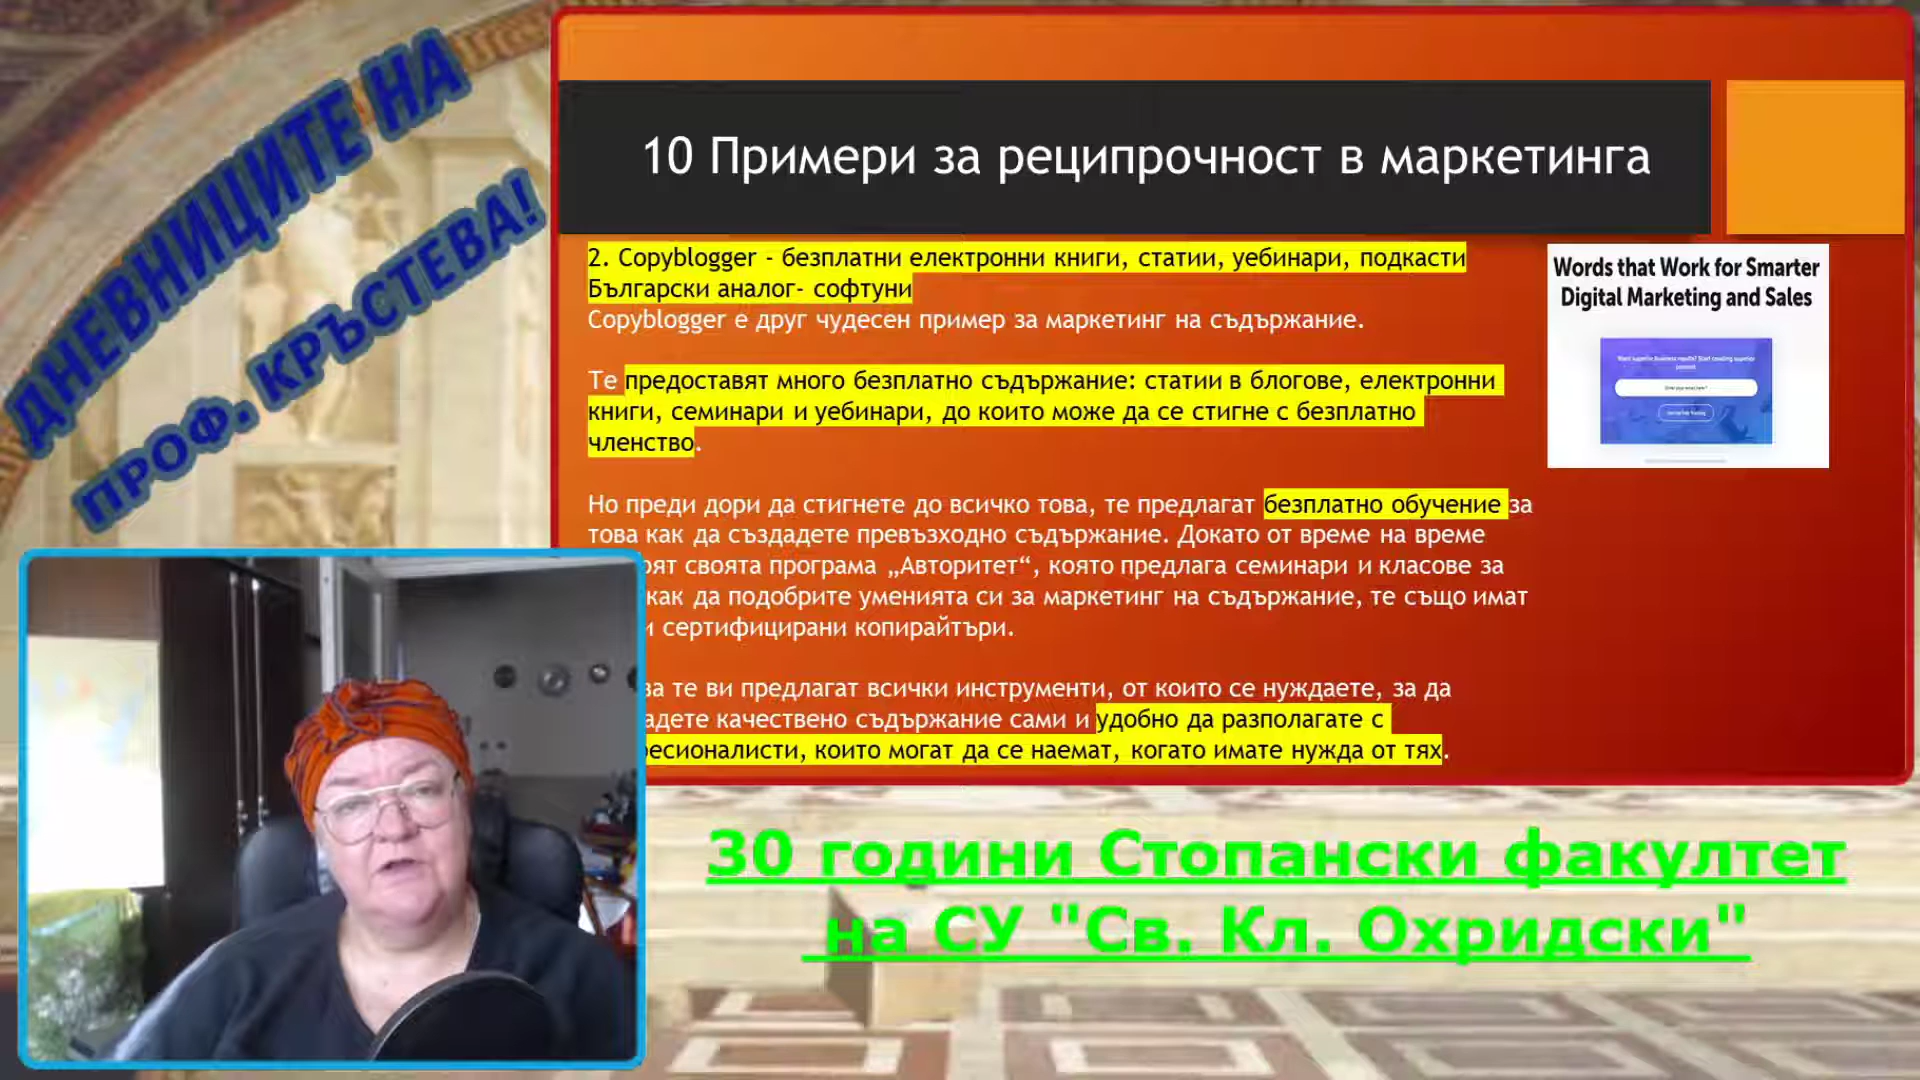 ДНЕВНИЦИТЕ НА
ПРОФ. КРЪСТЕВА!
10 Примери за реципрочност в маркетинга
2. Copyblogger - безплатни електронни книги, статии, уебинари, подкасти
Български аналог- софтуни
Copyblogger е друг чудесен пример за маркетинг на съдържание.
Те предоставят много безплатно съдържание: статии в блогове, електронни
книги, семинари и уебинари, до които може да се стигне с безплатно
членство.
Но преди дори да стигнете до всичко това, те предлагат безплатно обучение за
това как да създадете превъзходно съдържание. Докато от време на време
своята програма „Авторитет“, която предлага семинари и класове за
как да подобрите уменията си за маркетинг на съдържание, те също имат
сертифицирани копирайтъри.
те ви предлагат всички инструменти, от които се нуждаете, за да
качествено съдържание сами и удобно да разполагате с
които могат да се наемат, когато имате нужда от тях.
Words that Work for Smarter
Digital Marketing and Sales
30 години Стопански факултет
на СУ "Св. Кл. Охридски"